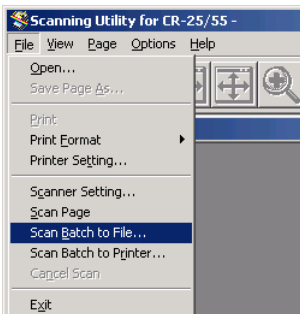 Scanning Utility for CR-25/55 -
File View Page Options Help
Open...
Save Page As...
Print
Print Format
Printer Setting...
Scanner Setting...
Scan Page
Scan Batch to File...
Scan Batch to Printer...
Cancel Scan
Exit